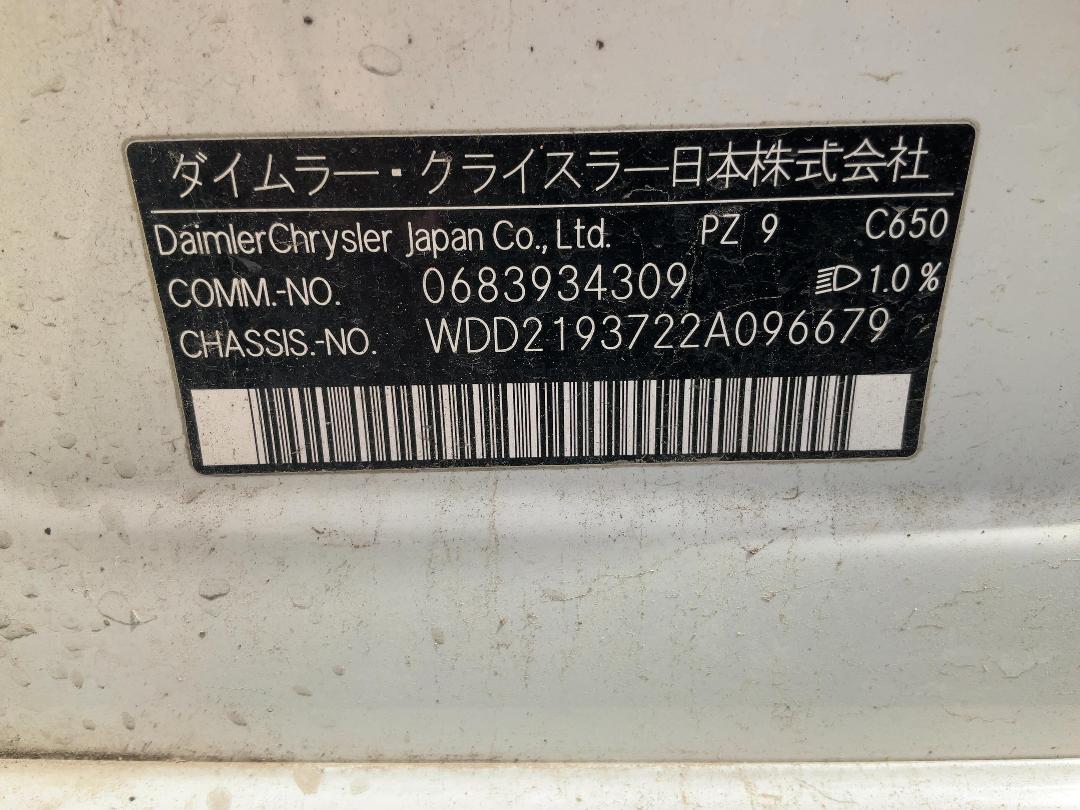 ダイムラー・クライスラー日本株式会社
DaimlerChrysler Japan Co., Ltd. PZ 9 C650
COMM.-NO. 0683934309 1.0%
CHASSIS.-NO. WDD2193722A096679